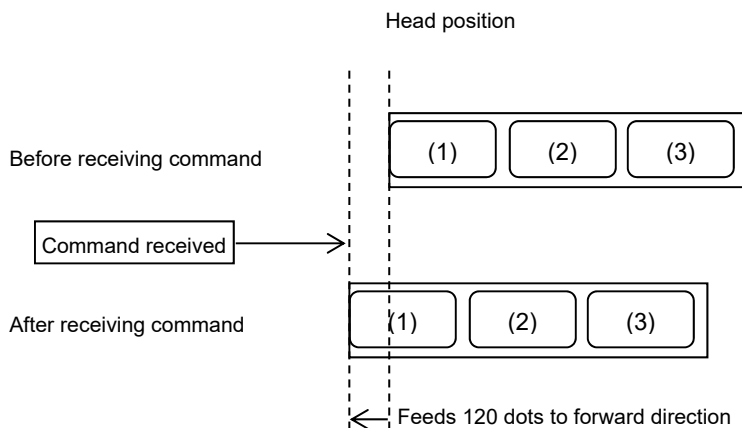 Head position
Before receiving command
(1) (2) (3)
Command received
After receiving command
(1) (2) (3)
Feeds 120 dots to forward direction